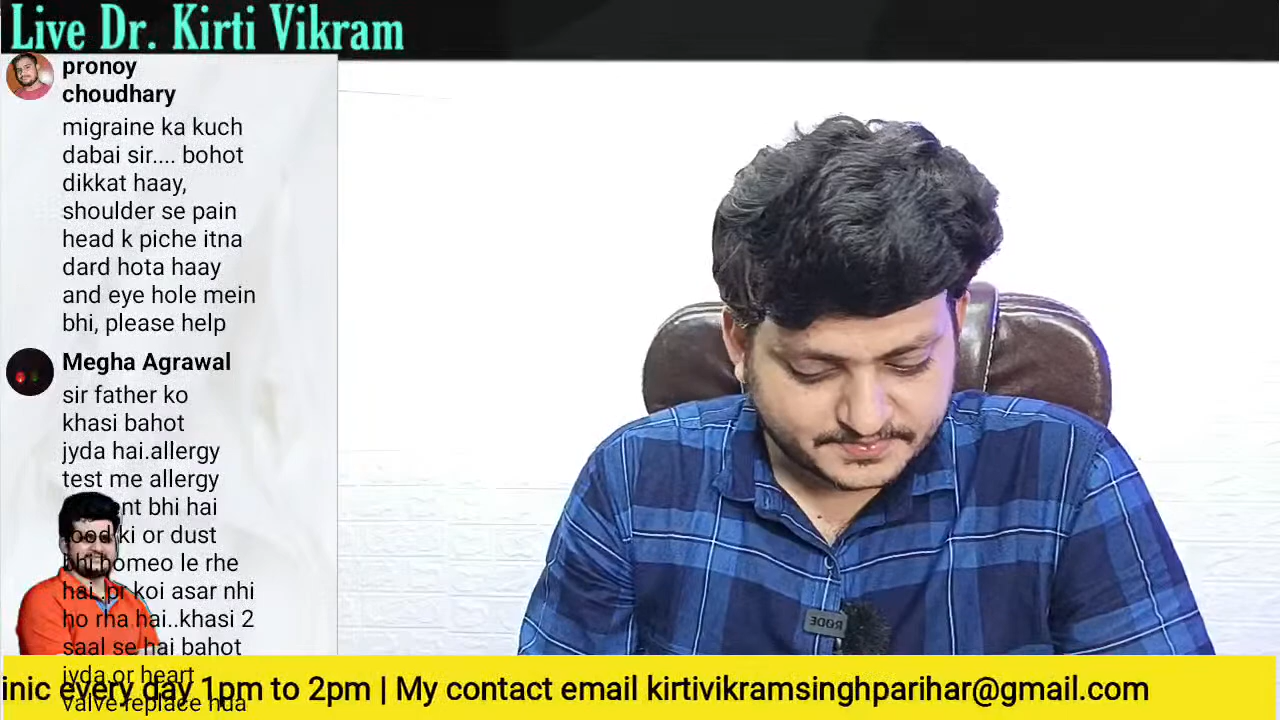 Live Dr. Kirti Vikram
pronoy
choudhary
migraine ka kuch
dabai sir.... bohot
dikkat haay,
shoulder se pain
head k piche itna
dard hota haay
and eye hole mein
bhi, please help
Megha Agrawal
sir father ko
khasi bahot
jyda hai.allergy
test me allergy
bhi hai
ki or dust
bhi homeo le rhe
hai..pr koi asar nhi
ho rha hai..khasi 2
saal se hai bahot
jyda or heart
valve replace hua
inic every day 1pm to 2pm | My contact email kirtivikramsinghparihar@gmail.com
RODE